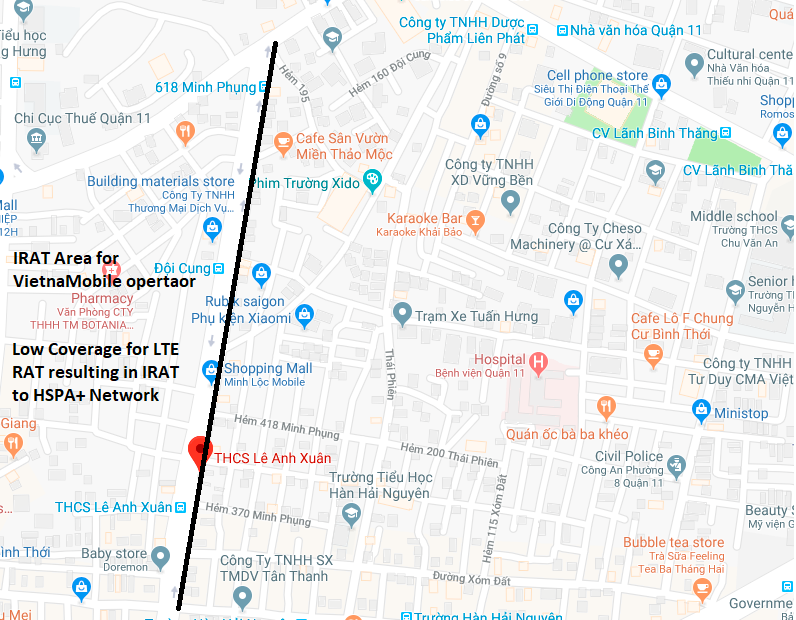 Công ty TNHH Dược
Phẩm Liên Phát
Nhà văn hóa Quận 11
Quá
iểu học
g Hưng
Cultural cente
Nhà Văn hóa
Thiếu nhi Quận 11
Hẻm 195
Hẻm 160 Đội Cung
Đường số 9
618 Minh Phụng
Cell phone store
Siêu Thị Điện Thoại Thế
Giới Di Động Quận 11
Shopp
Romos
Chi Cục Thuế Quận 11
Cafe Sân Vườn
Miền Thảo Mộc
CV Lãnh Binh Thăng
CV Lãnh Binh Thă
Building materials store
Công Ty TNHH
Thương Mại Dịch Vụ...
Phim Trường Xido
Công ty TNHH
XD Vững Bền
Mall
HIỆP
12H
Karaoke Bar
Karaoke Khải Bảo
Middle school
Trường THCS
Chu Văn An
Công Ty Cheso
Machinery @ Cư Xá...
IRAT Area for
VietnaMobile opertaor
Đội Cung
Pharmacy
Văn Phòng CTY
THHH TM BOTANIA...
Rubik saigon
Phụ kiện Xiaomi
Trạm Xe Tuấn Hưng
Senior h
Trường T
Nguyễn H
Cafe Lô F Chung
Cư Bình Thới
Low Coverage for LTE
RAT resulting in IRAT
to HSPA+ Network
Shopping Mall
Minh Lộc Mobile
Thái Phiên
Hospital
Bệnh viện Quận 11
Công ty TNHH
Tư Duy CMA Việt
Ministop
Giang
Hẻm 418 Minh Phụng
Quán ốc bà ba khéo
THCS Lê Anh Xuân
Hẻm 200 Thái Phiên
Civil Police
Công An Phường
8 Quận 11
Trường Tiểu Học
Hàn Hải Nguyên
Hẻm 115 Xóm Đất
THCS Lê Anh Xuân
Hẻm 370 Minh Phụng
Beauty S
Mỹ viện G
ình Thới
Baby store
Doremon
Công Ty TNHH SX
TMDV Tân Thanh
Đường Xóm Đất
Bubble tea store
Trà Sữa Feeling
Tea Ba Tháng Hai
Governme
u Mei
Trường Hàn Hải Nguyên